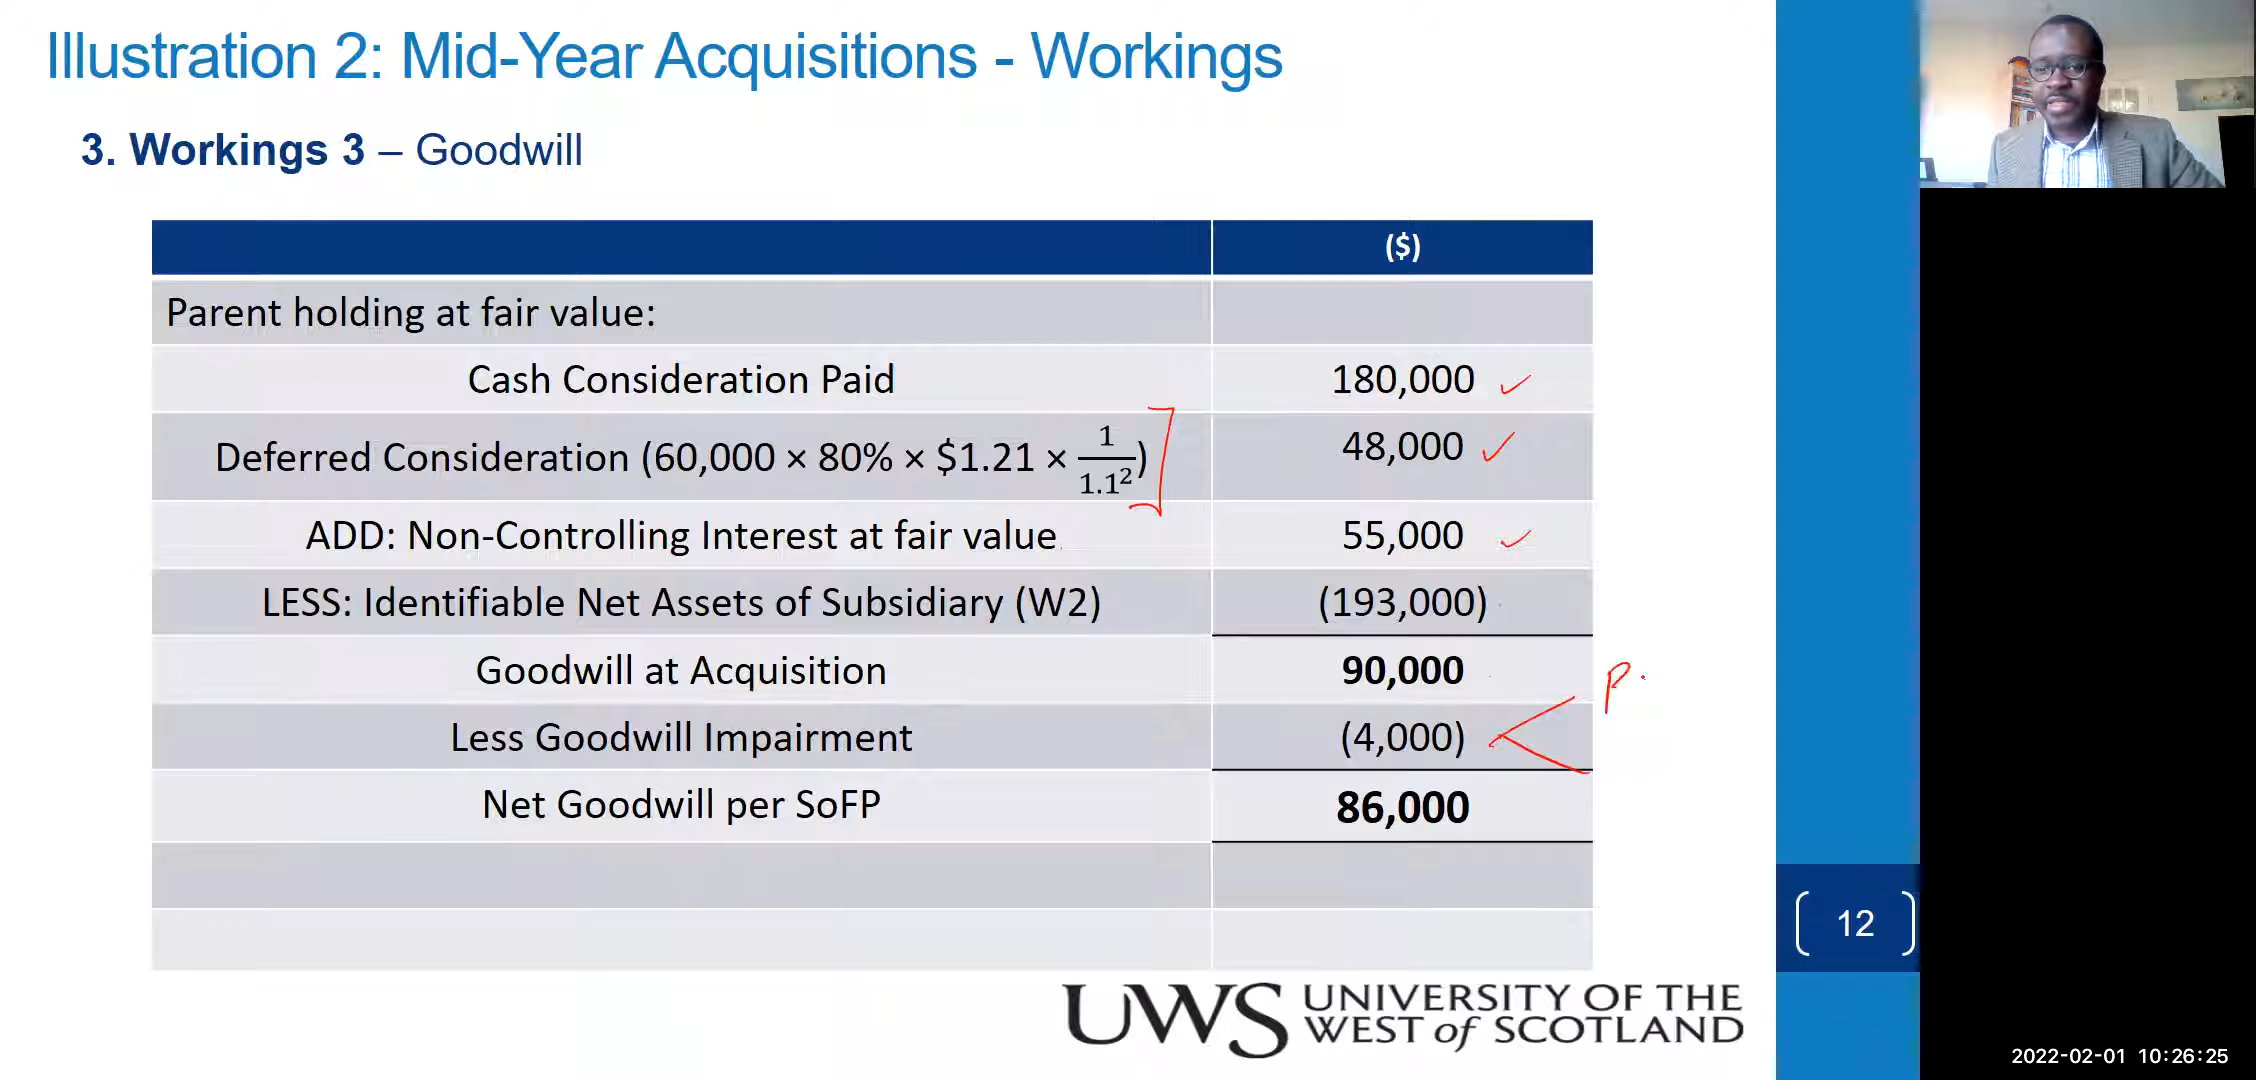 Illustration 2: Mid-Year Acquisitions - Workings
3. Workings 3 – Goodwill
($)
Parent holding at fair value:
Cash Consideration Paid 180,000
Deferred Consideration (60,000 × 80% × $1.21 × 1/1.1²) 48,000
ADD: Non-Controlling Interest at fair value 55,000
LESS: Identifiable Net Assets of Subsidiary (W2) (193,000)
Goodwill at Acquisition 90,000
P.
Less Goodwill Impairment (4,000)
Net Goodwill per SoFP 86,000
12
UWS UNIVERSITY OF THE
WEST of SCOTLAND
2022-02-01 10:26:25